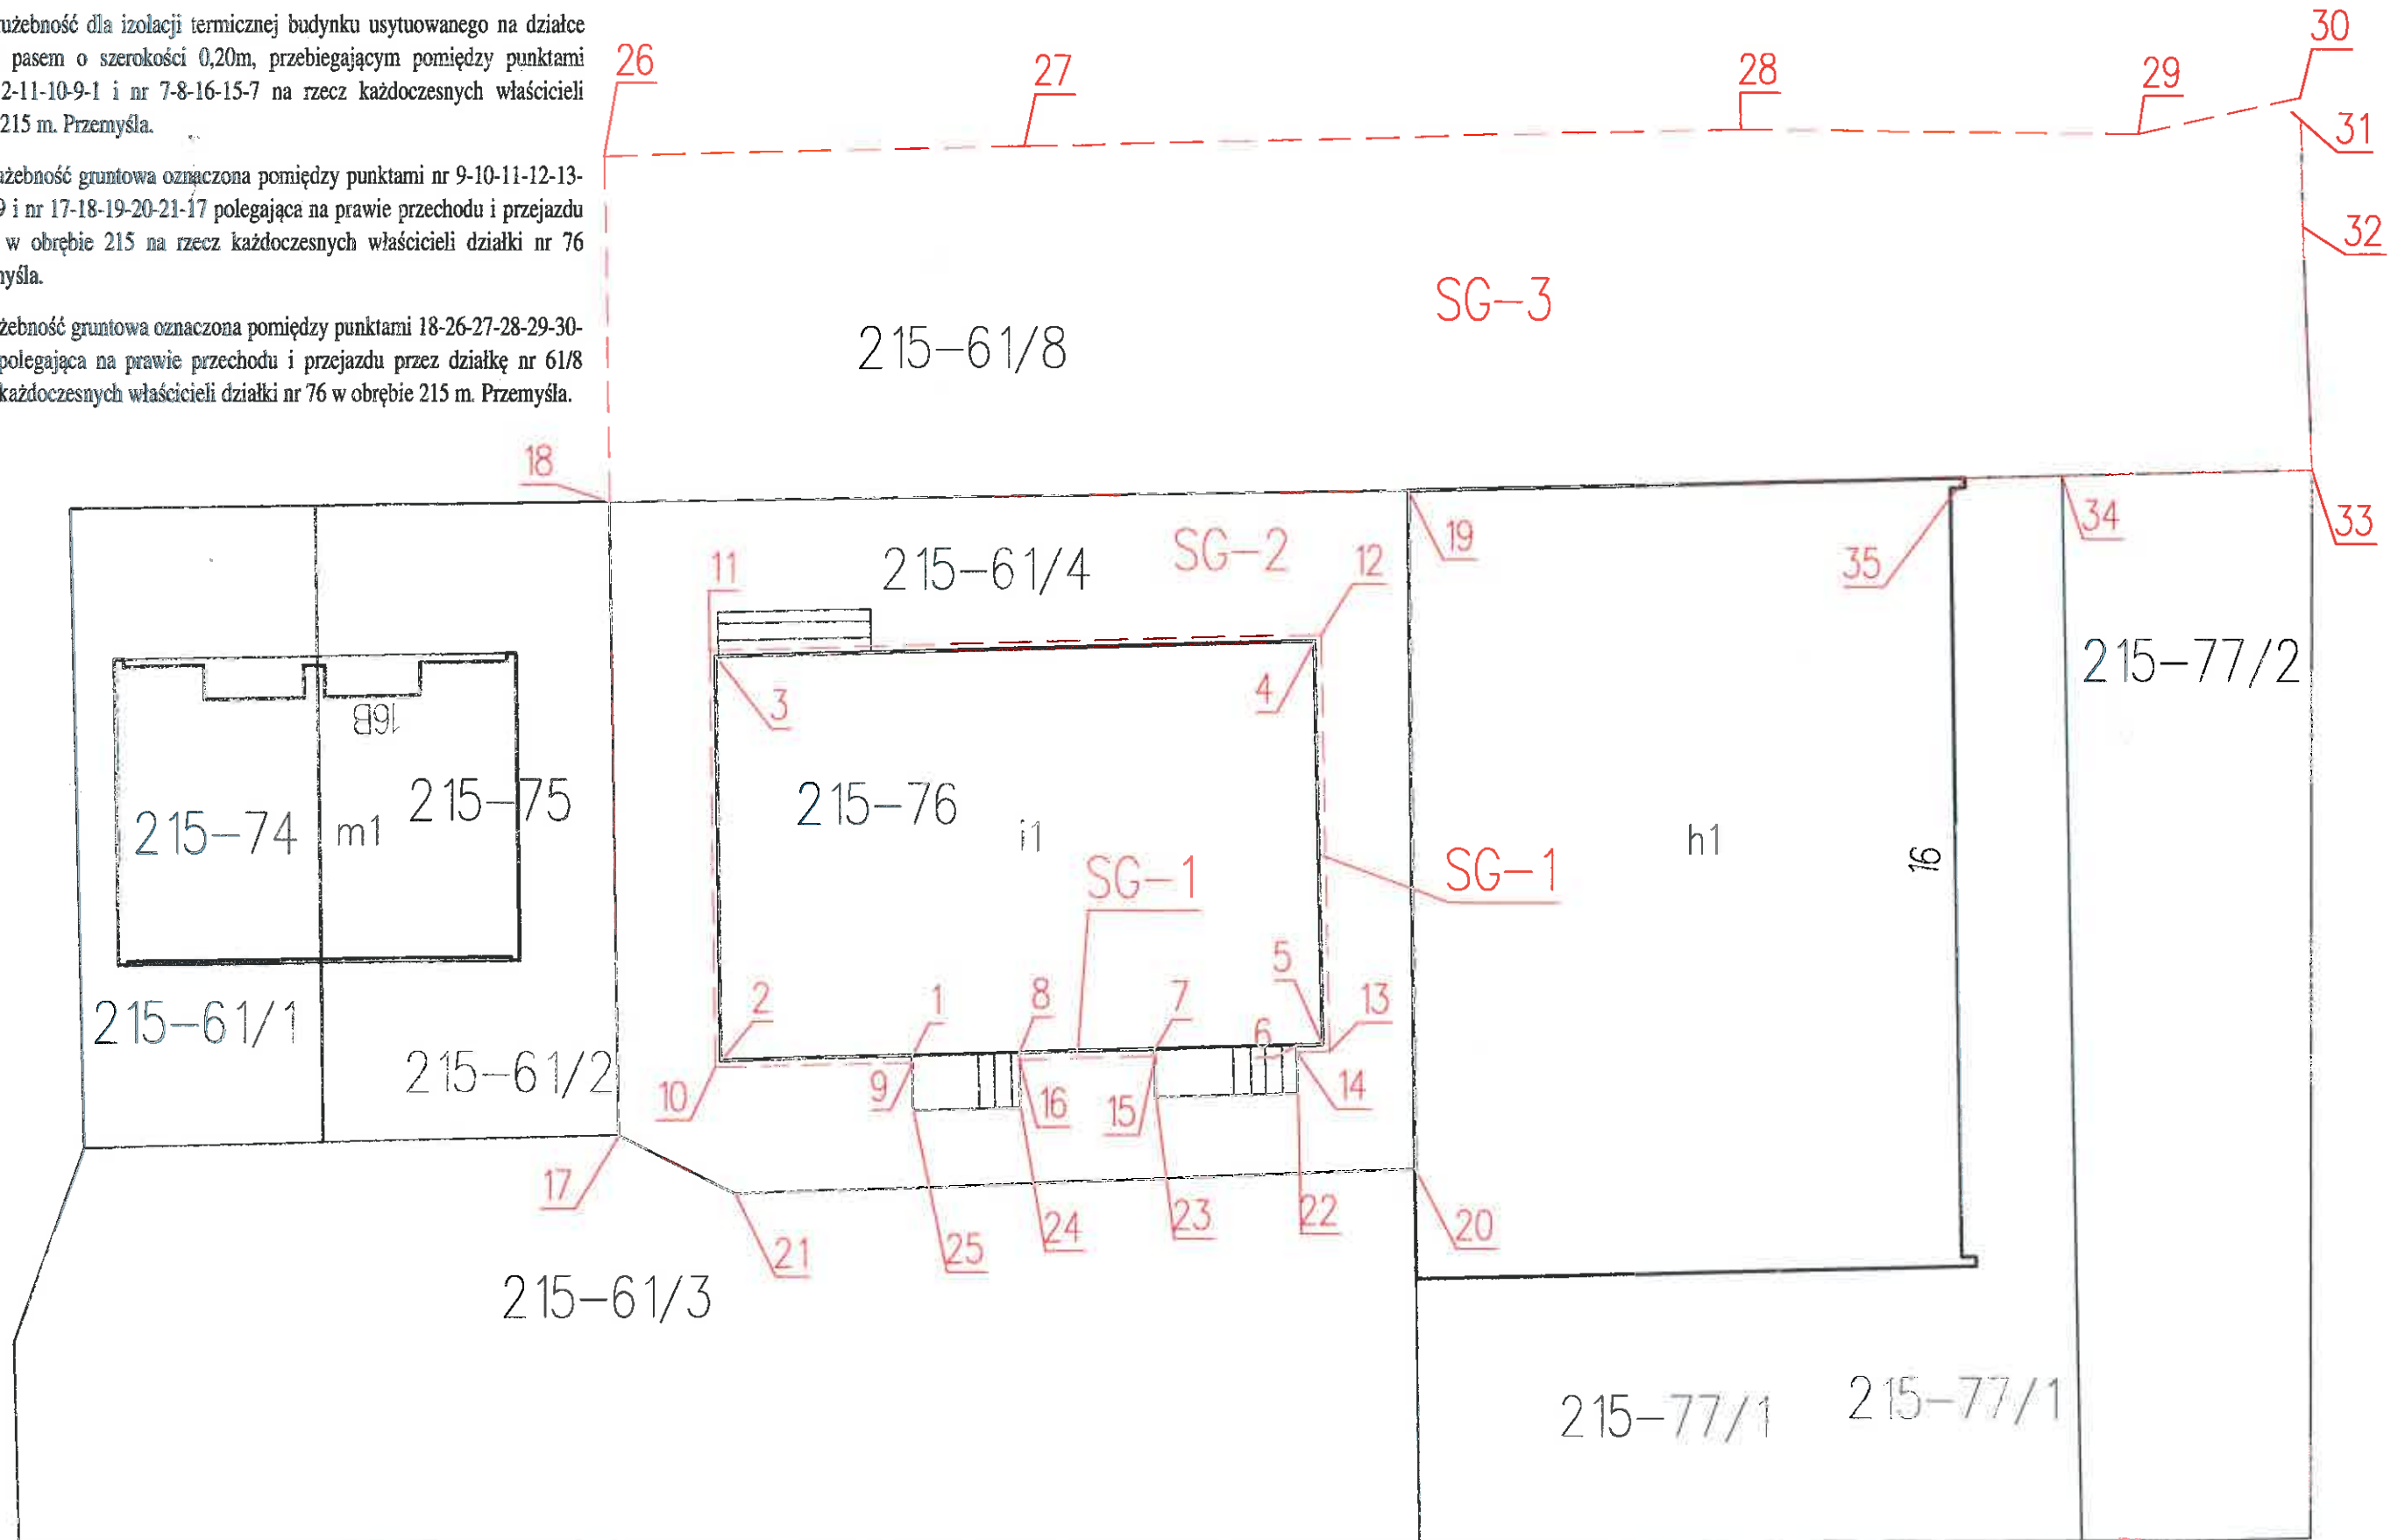 użebność dla izolacji termicznej budynku usytuowanego na działce
pasem o szerokości 0,20m, przebiegającym pomiędzy punktami
2-11-10-9-1 i nr 7-8-16-15-7 na rzecz każdoczesnych właścicieli
215 m. Przemyśla.
użebność gruntowa oznaczona pomiędzy punktami nr 9-10-11-12-13-
9 i nr 17-18-19-20-21-17 polegająca na prawie przechodu i przejazdu
w obrębie 215 na rzecz każdoczesnych właścicieli działki nr 76
myśla.
żebność gruntowa oznaczona pomiędzy punktami 18-26-27-28-29-30-
polegająca na prawie przechodu i przejazdu przez działkę nr 61/8
każdoczesnych właścicieli działki nr 76 w obrębie 215 m. Przemyśla.
26
27
28
29
30
31
32
SG-3
215-61/8
18
33
34
35
19
11
215-61/4
SG-2
12
3
4
215-77/2
16B
215-74
m1
215-75
215-76
i1
SG-1
SG-1
h1
16
5
2
1
8
7
6
13
215-61/1
215-61/2
10
9
16
15
14
17
21
25
24
23
22
20
215-61/3
215-77/1
215-77/1